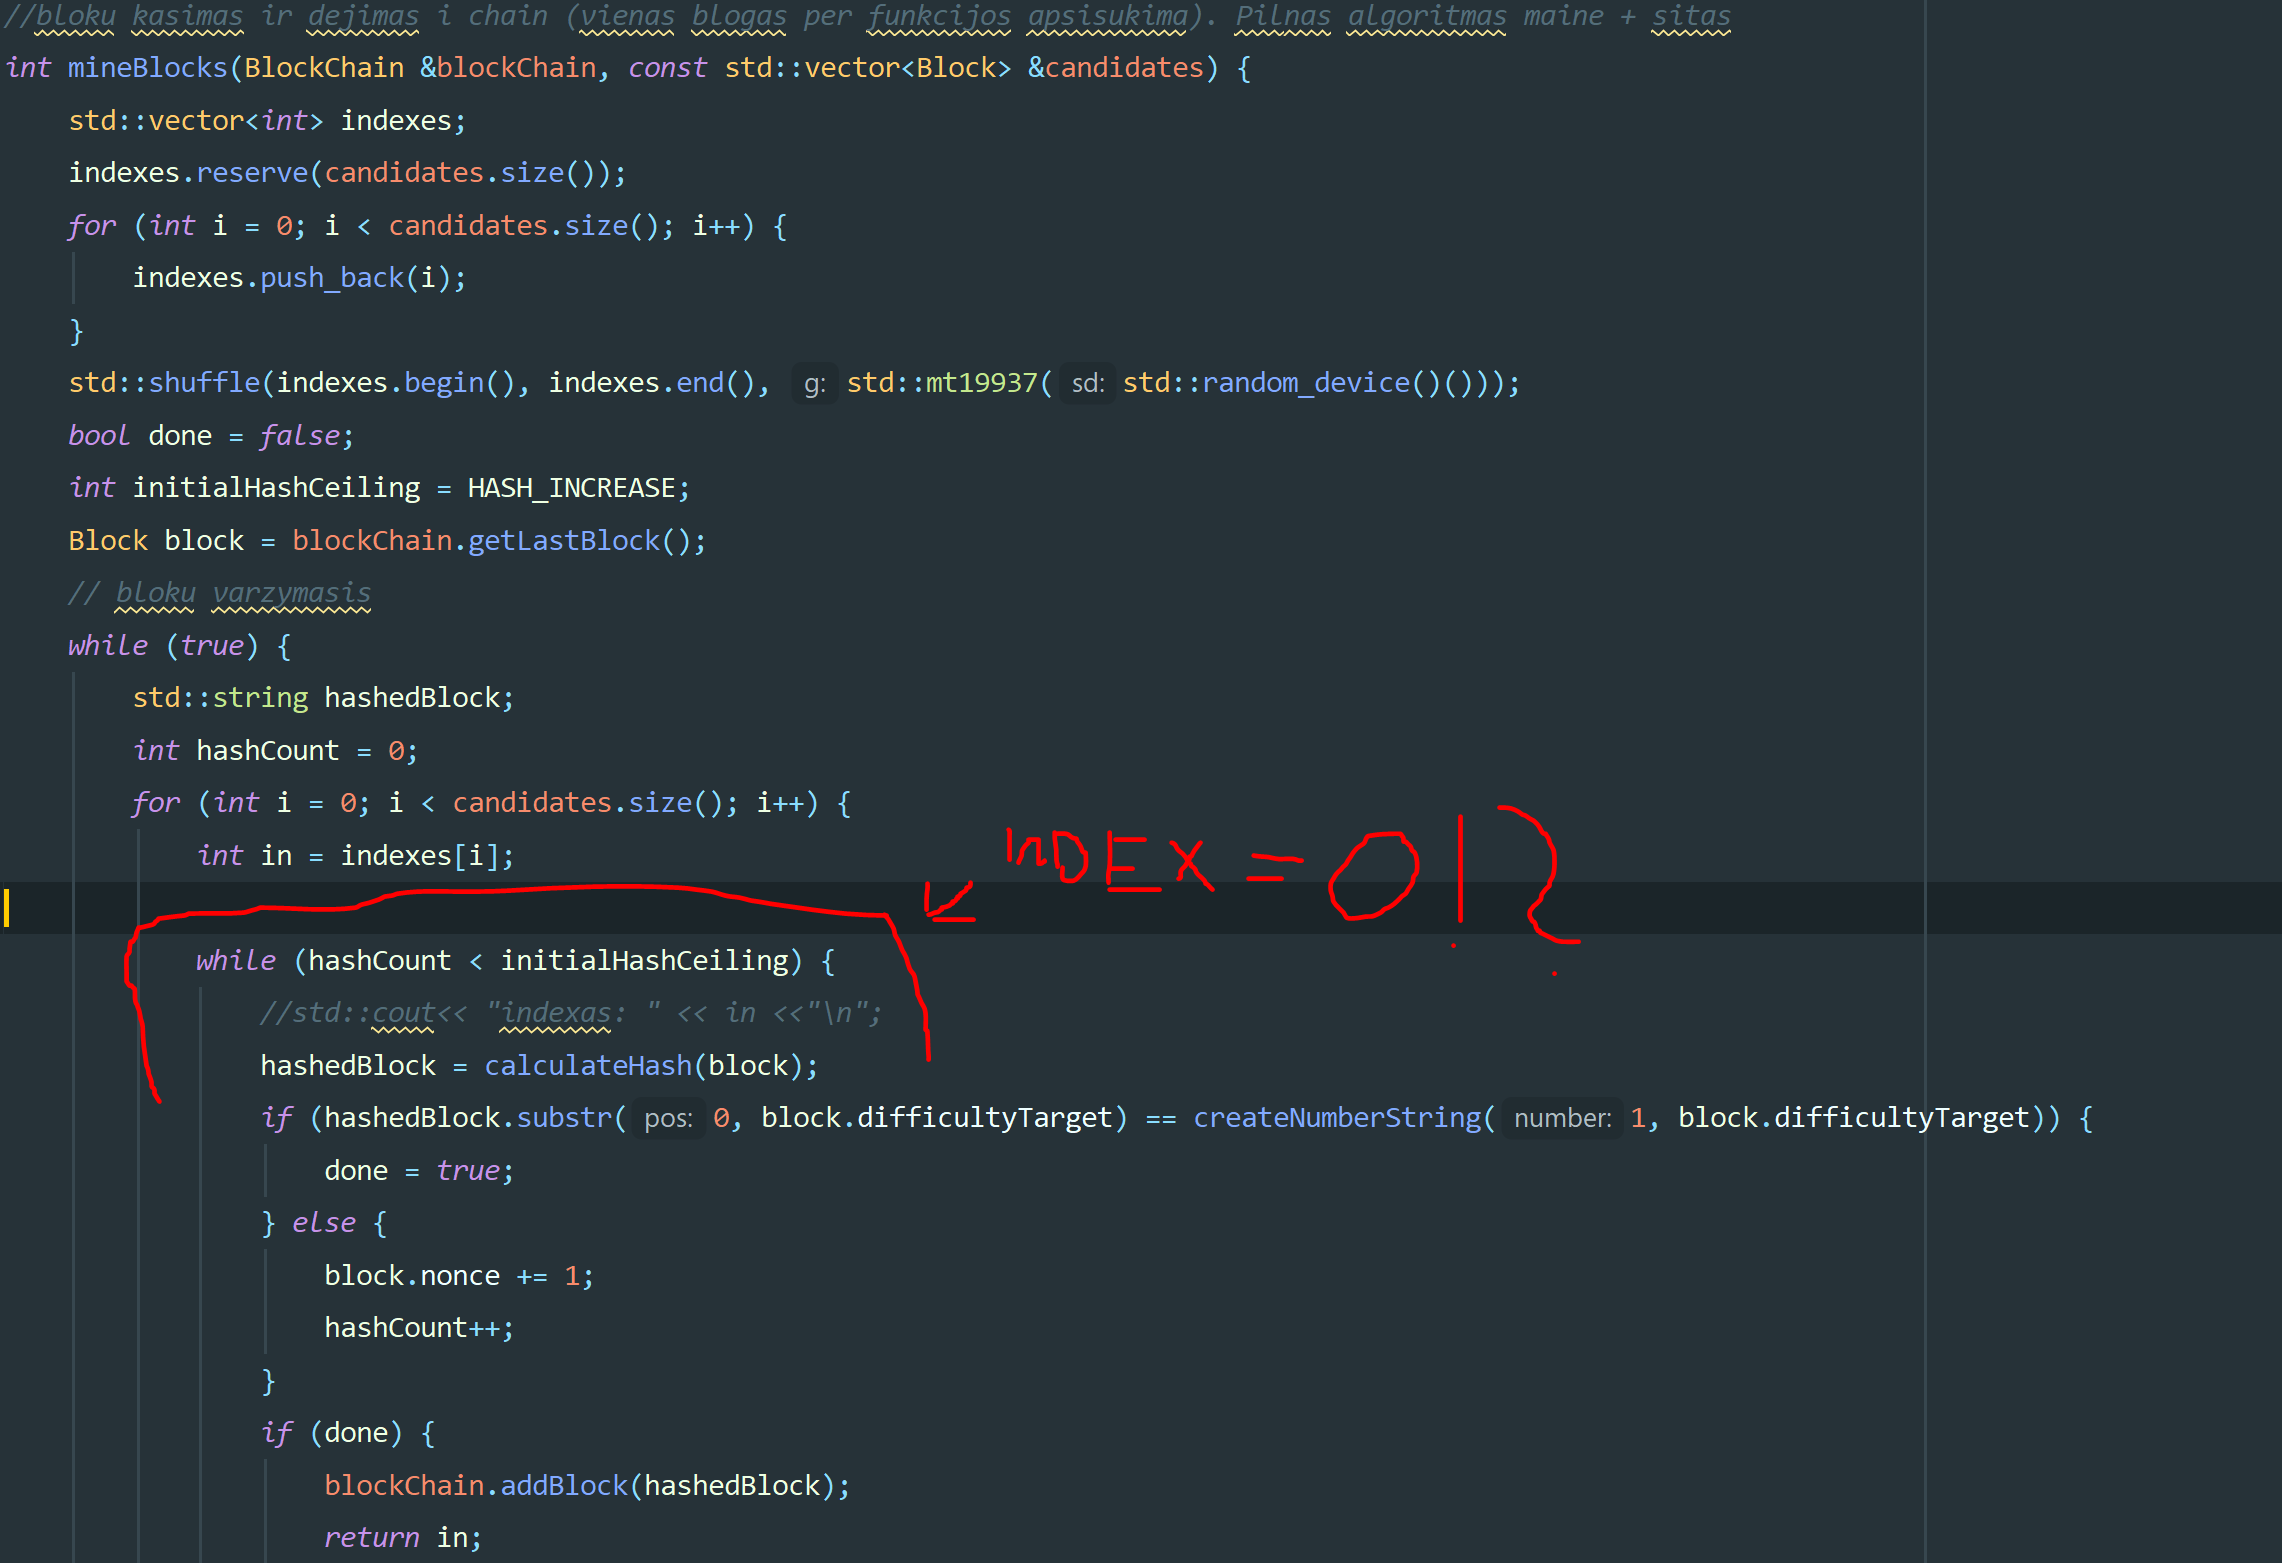 //bloku kasimas ir dejimas i chain (vienas blogas per funkcijos apsisukima). Pilnas algoritmas maine + sitas
int mineBlocks(BlockChain &blockChain, const std::vector<Block> &candidates) {
std::vector<int> indexes;
indexes.reserve(candidates.size());
for (int i = 0; i < candidates.size(); i++) {
indexes.push_back(i);
}
std::shuffle(indexes.begin(), indexes.end(), g: std::mt19937( sd: std::random_device()()));
bool done = false;
int initialHashCeiling = HASH_INCREASE;
Block block = blockChain.getLastBlock();
// bloku varzymasis
while (true) {
std::string hashedBlock;
int hashCount = 0;
for (int i = 0; i < candidates.size(); i++) {
int in = indexes[i];
INDEX = 0!?
while (hashCount < initialHashCeiling) {
//std::cout<< "indexas: " << in <<"\n";
hashedBlock = calculateHash(block);
if (hashedBlock.substr( pos: 0, block.difficultyTarget) == createNumberString( number: 1, block.difficultyTarget)) {
done = true;
} else {
block.nonce += 1;
hashCount++;
}
if (done) {
blockChain.addBlock(hashedBlock);
return in;